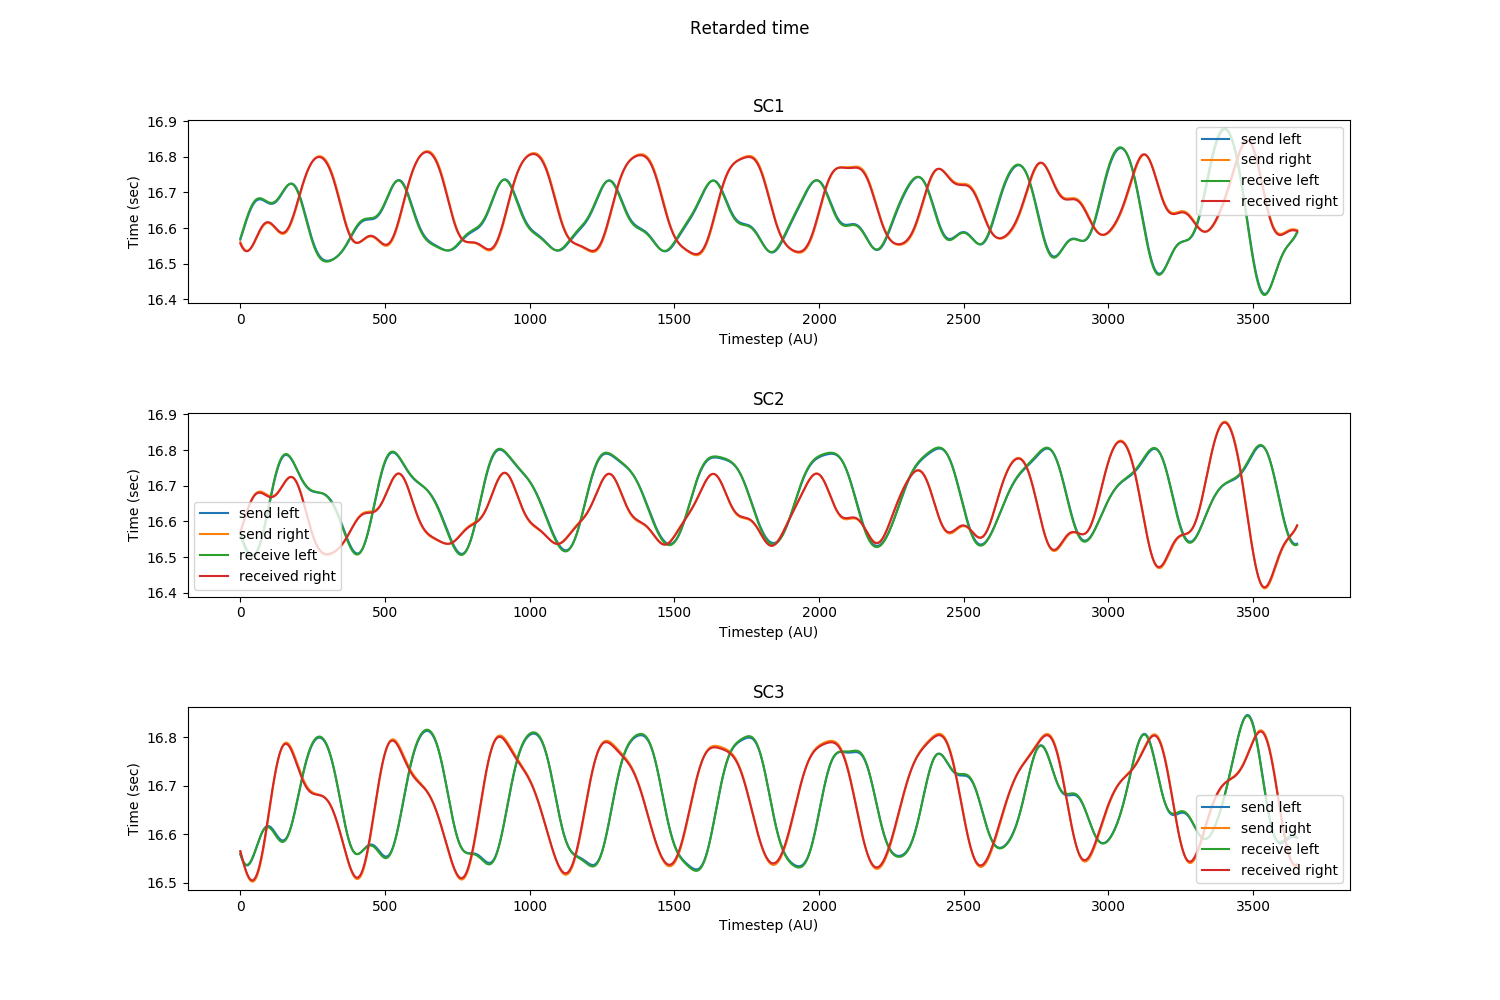 Retarded time
SC1
Time (sec)
16.9
16.8
16.7
16.6
16.5
16.4
send left
send right
receive left
received right
0 500 1000 1500 2000 2500 3000 3500
Timestep (AU)
SC2
Time (sec)
16.9
16.8
16.7
16.6
16.5
16.4
send left
send right
receive left
received right
0 500 1000 1500 2000 2500 3000 3500
Timestep (AU)
SC3
Time (sec)
16.8
16.7
16.6
16.5
send left
send right
receive left
received right
0 500 1000 1500 2000 2500 3000 3500
Timestep (AU)